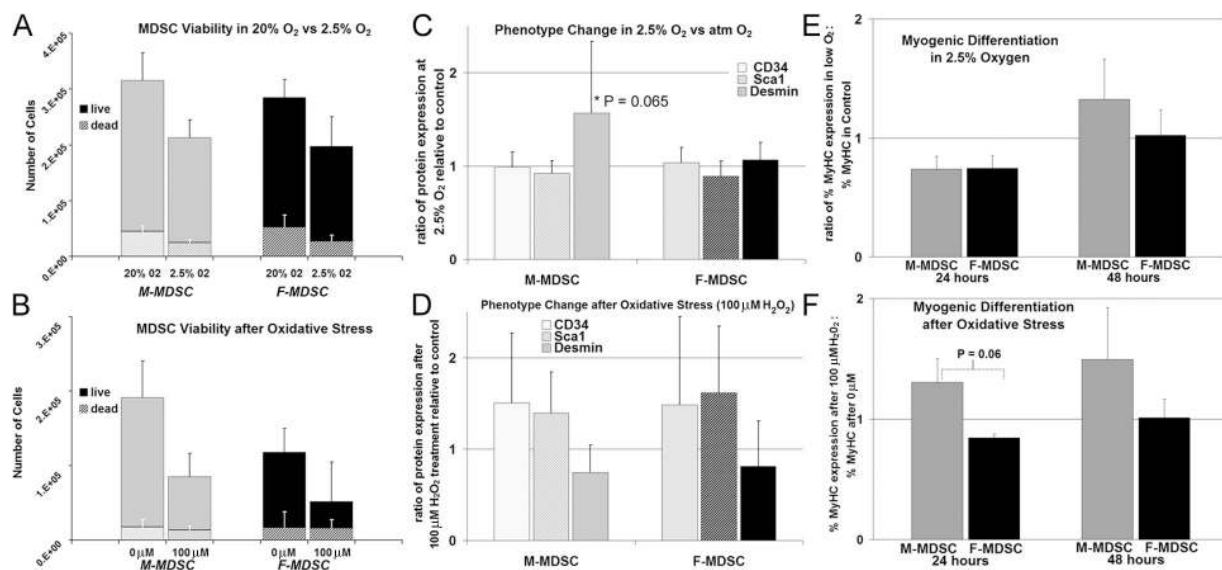 A
MDSC Viability in 20% O₂ vs 2.5% O₂
4.E+05
3.E+05
2.E+05
1.E+05
0.E+00
Number of Cells
live
dead
20% 02 2.5% 02 20% 02 2.5% 02
M-MDSC F-MDSC
B
MDSC Viability after Oxidative Stress
3.E+05
2.E+05
1.E+05
0.E+00
Number of Cells
live
dead
0 µM 100 µM 0 µM 100 µM
M-MDSC F-MDSC
C
Phenotype Change in 2.5% O₂ vs atm O₂
ratio of protein expression at
2.5% O₂ relative to control
2
1
0
CD34
Sca1
Desmin
* P = 0.065
M-MDSC F-MDSC
D
Phenotype Change after Oxidative Stress (100 µM H₂O₂)
ratio of protein expression after
100 µM H₂O₂ treatment relative to control
2
1
0
CD34
Sca1
Desmin
M-MDSC F-MDSC
E
Myogenic Differentiation
in 2.5% Oxygen
ratio of % MyHC expression in low O₂ :
% MyHC in Control
2
1
0
M-MDSC F-MDSC M-MDSC F-MDSC
24 hours 48 hours
F
Myogenic Differentiation
after Oxidative Stress
% MyHC expression after 100 µMH₂0₂ :
% MyHC after 0 µM
2
1
0
P = 0.06
M-MDSC F-MDSC M-MDSC F-MDSC
24 hours 48 hours